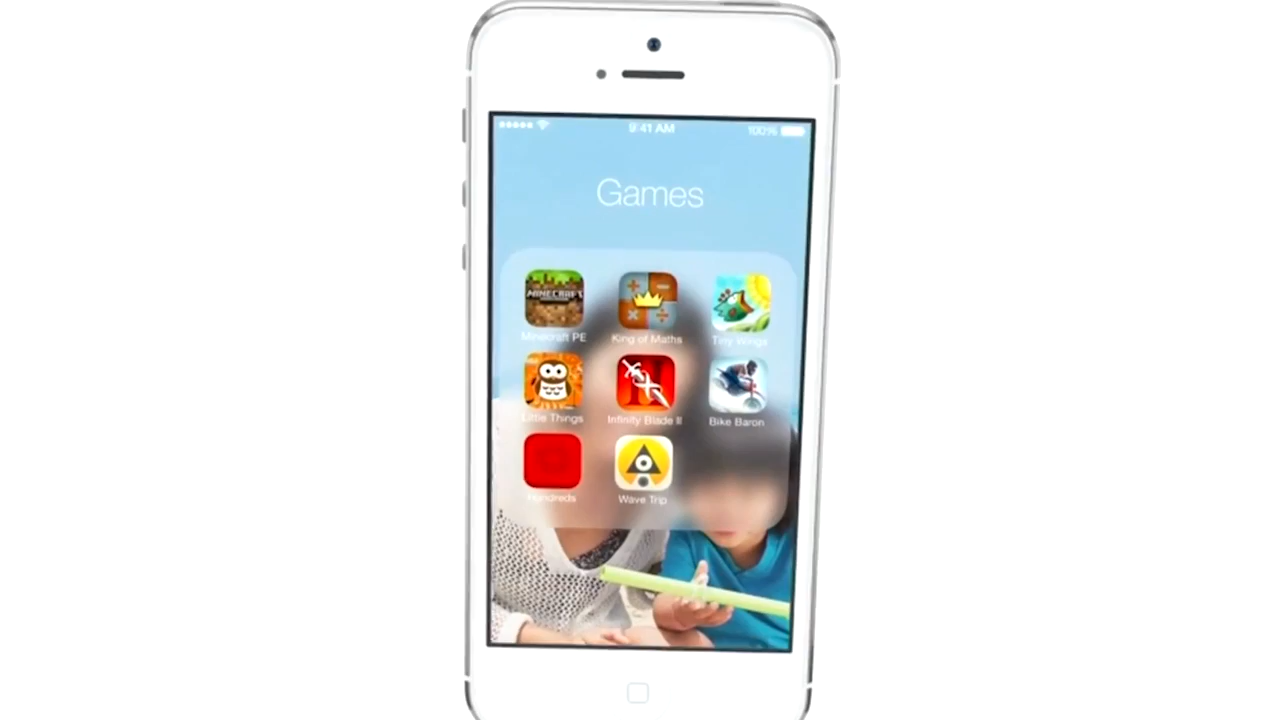 9:41 AM 100%
Games
MINECRAFT
Minecraft PE King of Maths Tiny Wings
Little Things Infinity Blade II Bike Baron
Hundreds Wave Trip